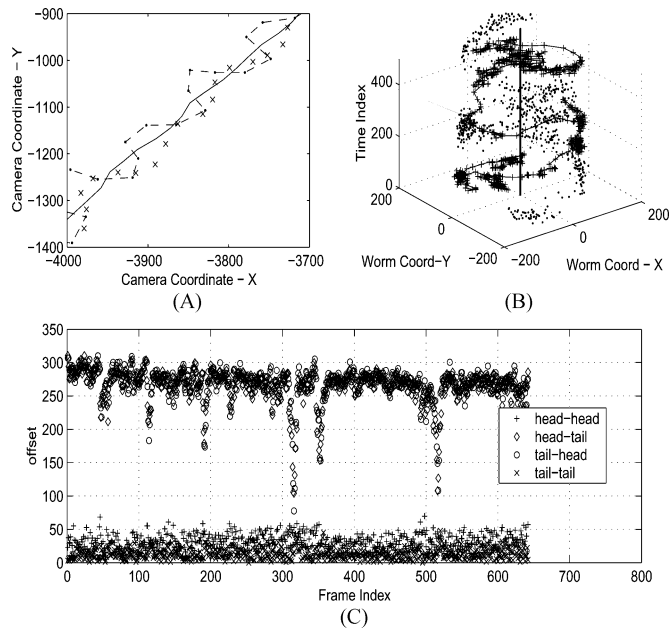 −900
−1000
−1100
−1200
−1300
−1400
Camera Coordinate − Y
−4000
−3900
−3800
−3700
Camera Coordinate − X
(A)
400
200
0
Time Index
200
0
−200
Worm Coord−Y
−200
0
200
Worm Coord − X
(B)
350
300
250
200
150
100
50
0
offset
head−head
head−tail
tail−head
tail−tail
0
100
200
300
400
500
600
700
800
Frame Index
(C)